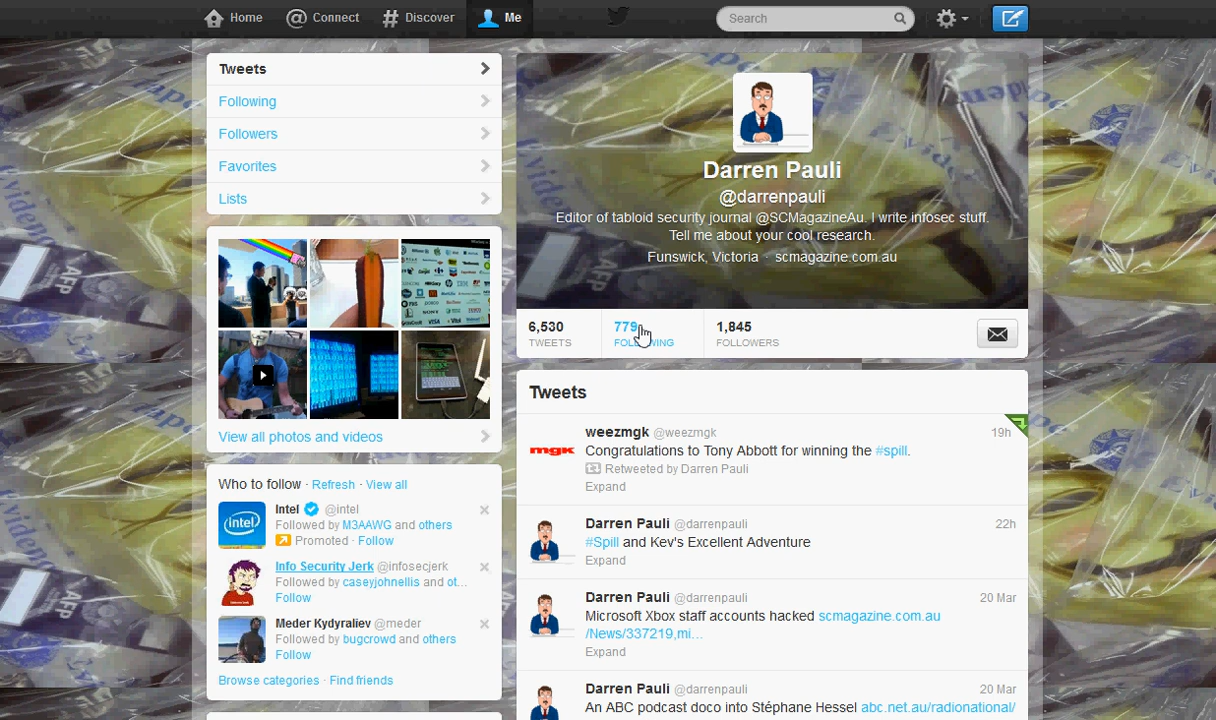 Home
Connect
Discover
Me
Search
Tweets
Following
Followers
Favorites
Lists
View all photos and videos
Who to follow · Refresh · View all
intel
Intel @intel
Followed by M3AAWG and others
Promoted · Follow
Info Security Jerk @infosecjerk
Followed by caseyjohnellis and ot...
Follow
Meder Kydyraliev @meder
Followed by bugcrowd and others
Follow
Browse categories · Find friends
Darren Pauli
@darrenpauli
Editor of tabloid security journal @SCMagazineAu. I write infosec stuff.
Tell me about your cool research.
Funswick, Victoria · scmagazine.com.au
6,530
TWEETS
779
FOLLOWING
1,845
FOLLOWERS
Tweets
mgk
weezmgk @weezmgk 19h
Congratulations to Tony Abbott for winning the #spill.
Retweeted by Darren Pauli
Expand
Darren Pauli @darrenpauli 22h
#Spill and Kev's Excellent Adventure
Expand
Darren Pauli @darrenpauli 20 Mar
Microsoft Xbox staff accounts hacked scmagazine.com.au
/News/337219,mi...
Expand
Darren Pauli @darrenpauli 20 Mar
An ABC podcast doco into Stéphane Hessel abc.net.au/radionational/
AFP